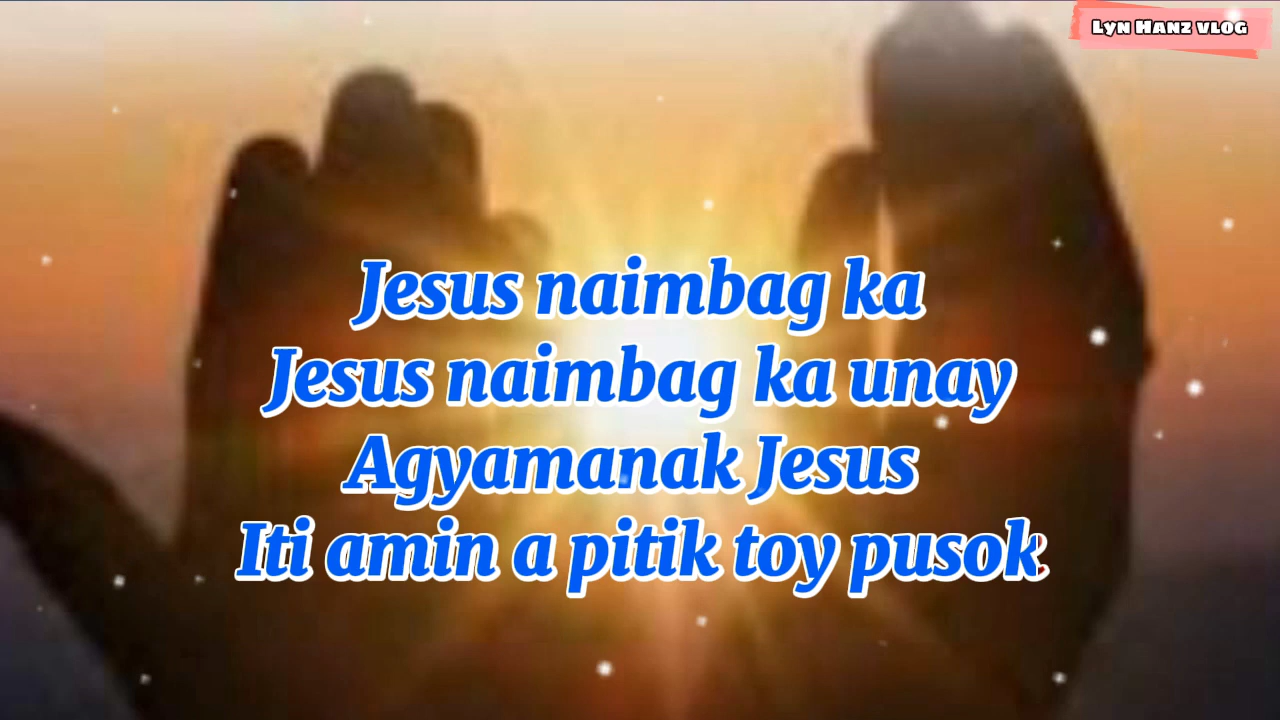 Lyn Hanz vlog
Jesus naimbag ka
Jesus naimbag ka unay
Agyamanak Jesus
Iti amin a pitik toy pusok